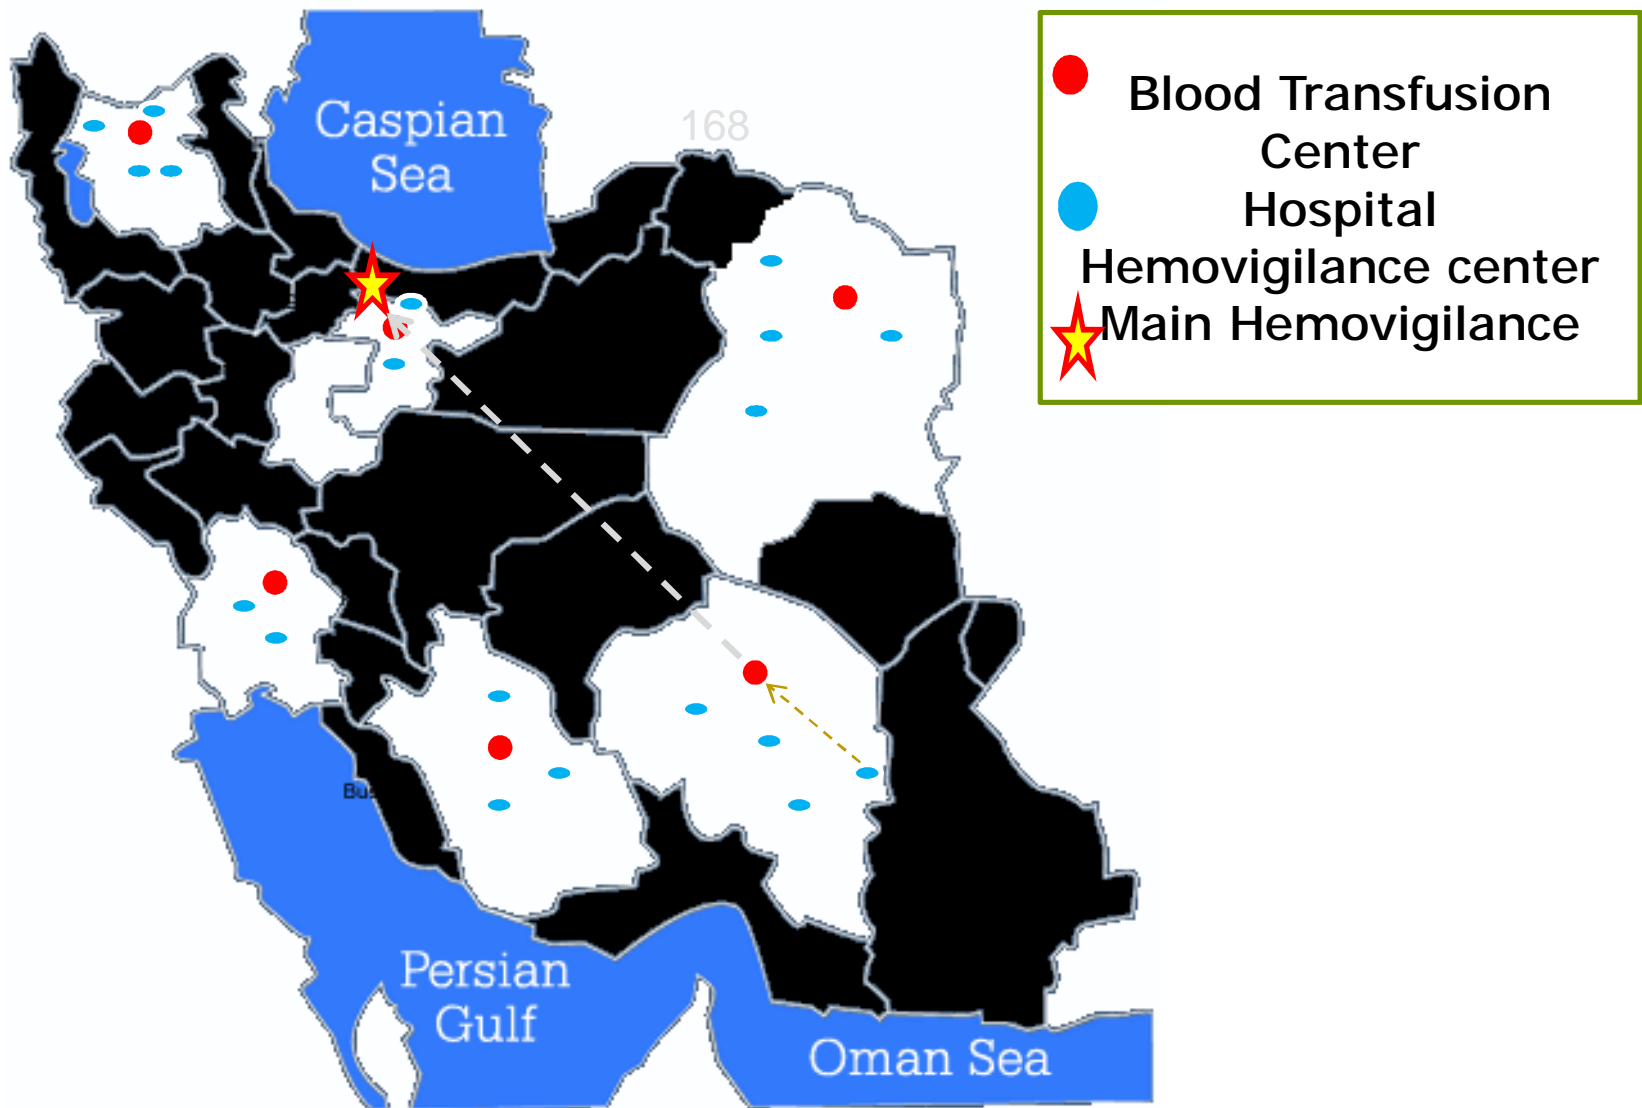 Caspian
Sea
168
Blood Transfusion
Center
Hospital
Hemovigilance center
Main Hemovigilance
Persian
Gulf
Oman Sea